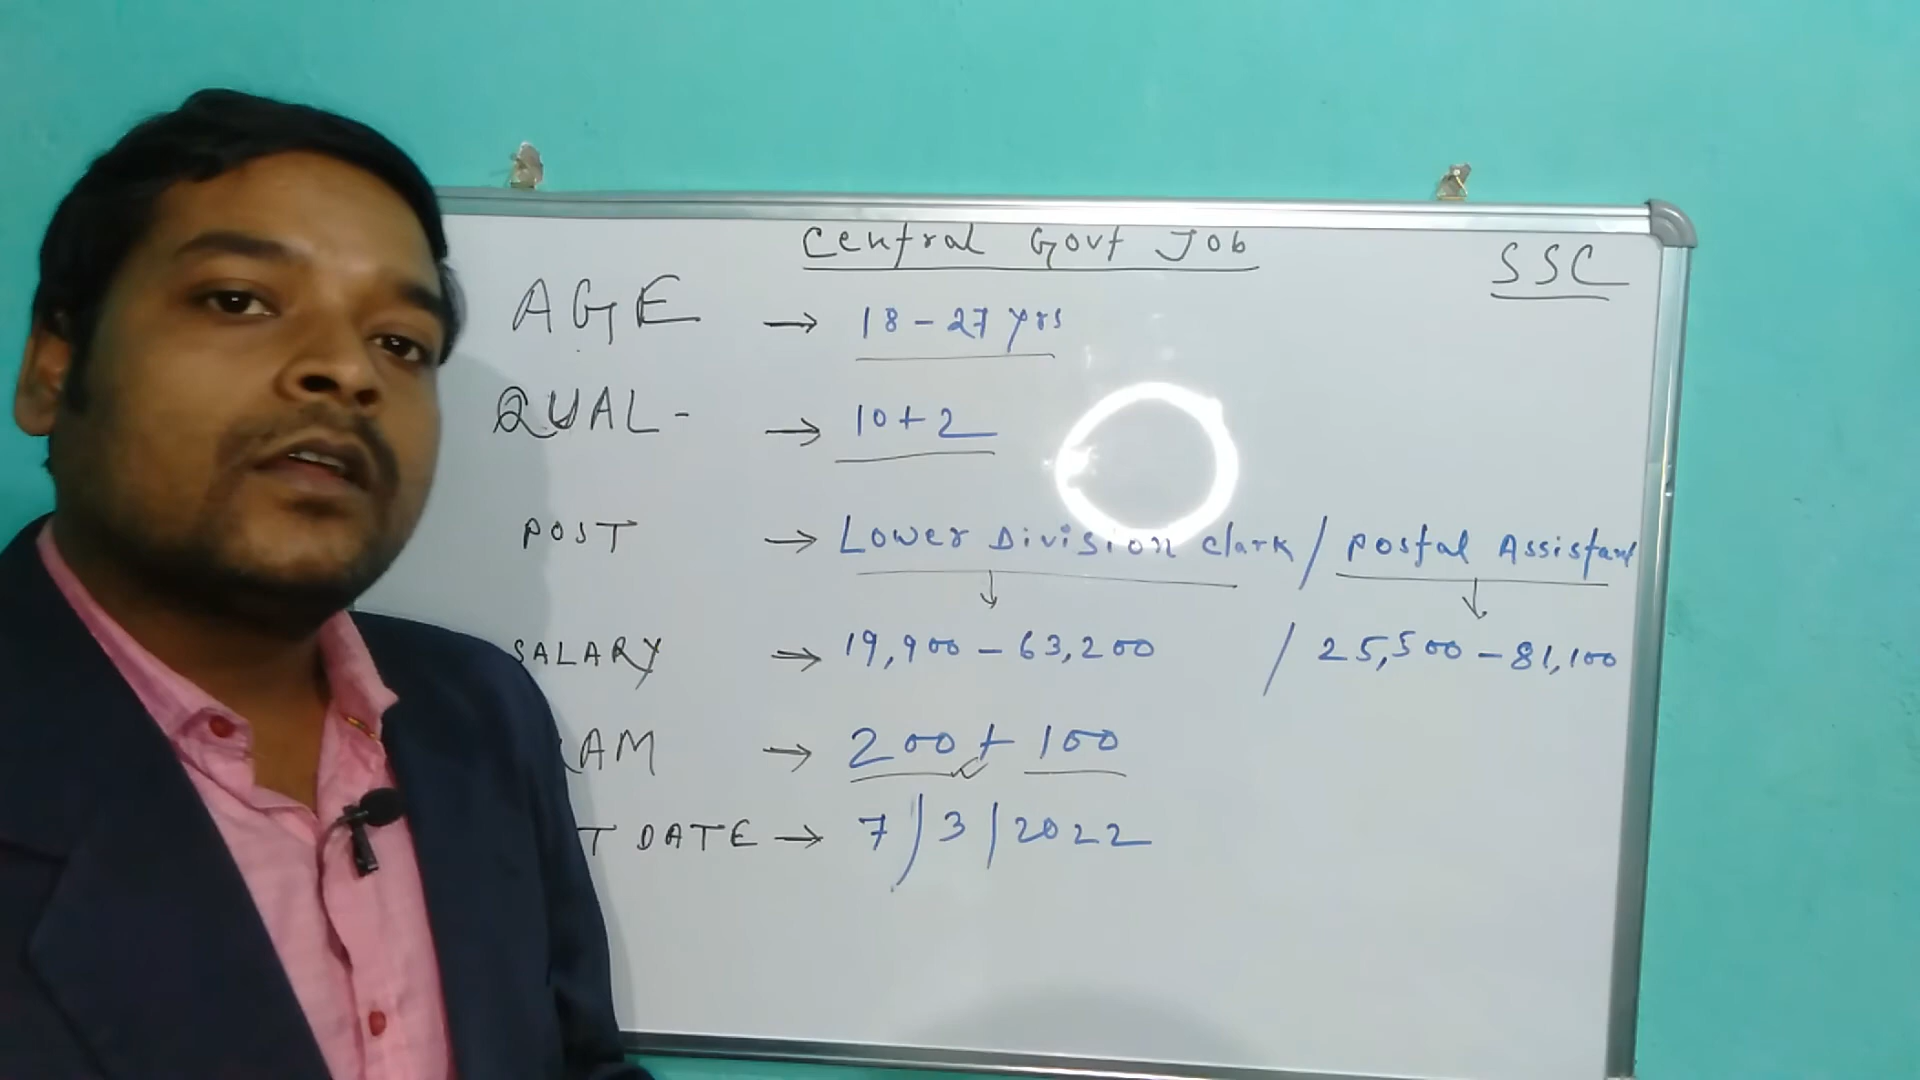 Central Govt Job
SSC
AGE → 18 - 27 yrs
QUAL - → 10+2
POST → Lower Division Clark / Postal Assistant
SALARY → 19,900 - 63,200 / 25,500 - 81,100
AM → 200 + 100
T DATE → 7/3/2022